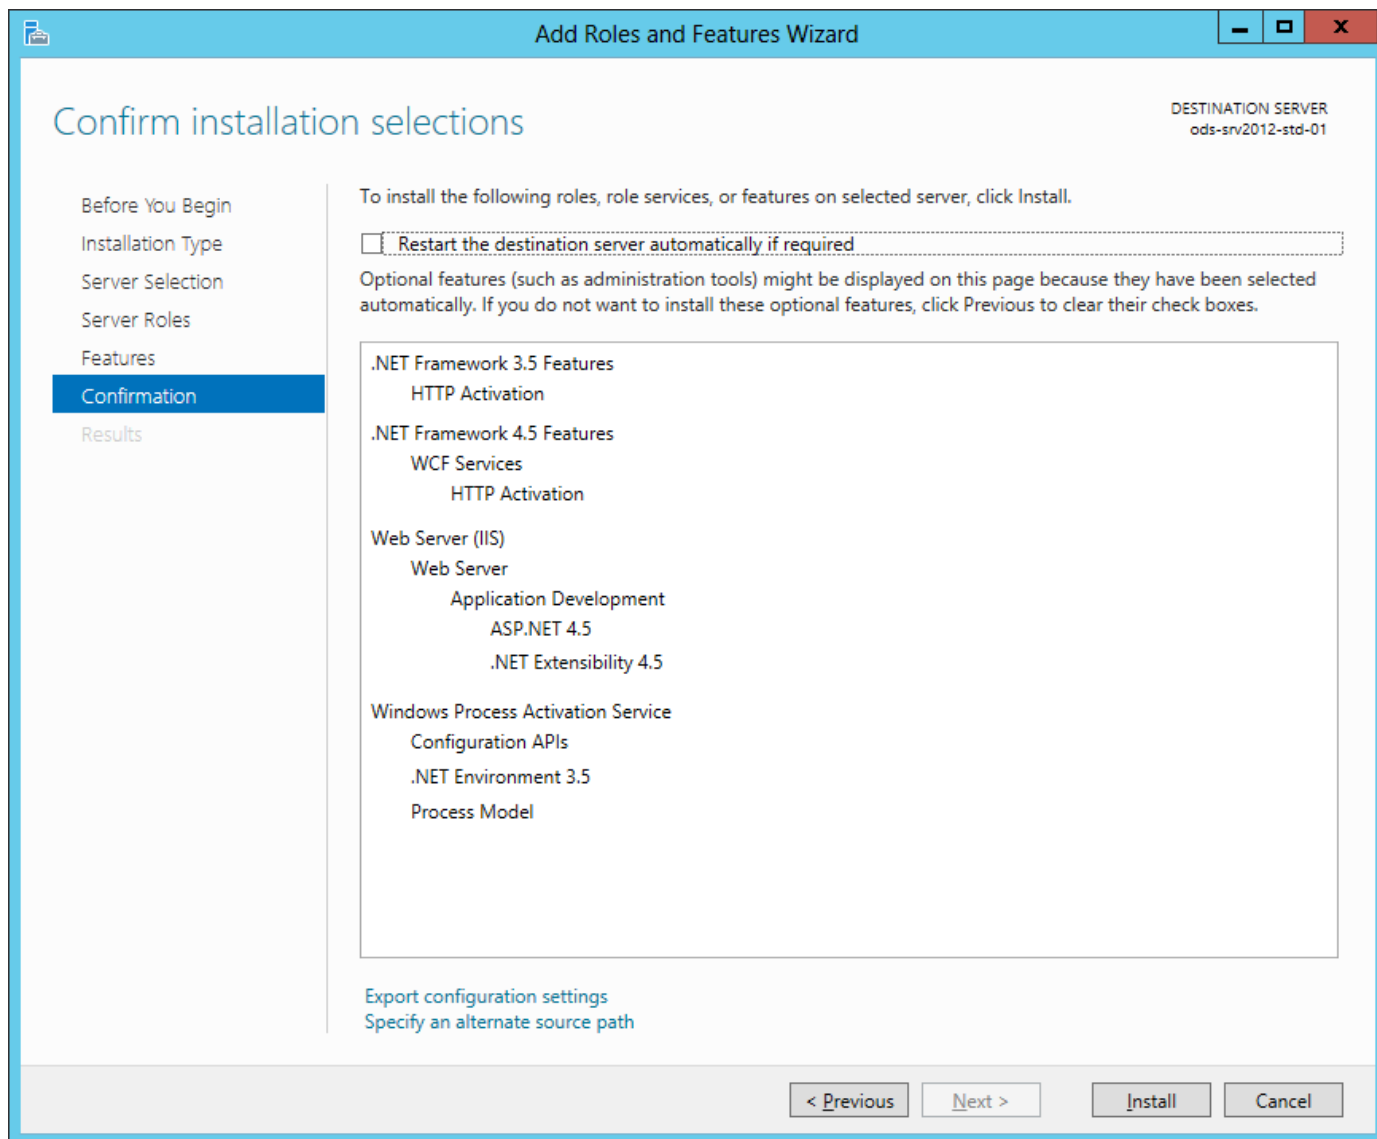 Add Roles and Features Wizard
Confirm installation selections
DESTINATION SERVER
ods-srv2012-std-01
Before You Begin
Installation Type
Server Selection
Server Roles
Features
Confirmation
Results
To install the following roles, role services, or features on selected server, click Install.
Restart the destination server automatically if required
Optional features (such as administration tools) might be displayed on this page because they have been selected
automatically. If you do not want to install these optional features, click Previous to clear their check boxes.
.NET Framework 3.5 Features
HTTP Activation
.NET Framework 4.5 Features
WCF Services
HTTP Activation
Web Server (IIS)
Web Server
Application Development
ASP.NET 4.5
.NET Extensibility 4.5
Windows Process Activation Service
Configuration APIs
.NET Environment 3.5
Process Model
Export configuration settings
Specify an alternate source path
< Previous
Next >
Install
Cancel